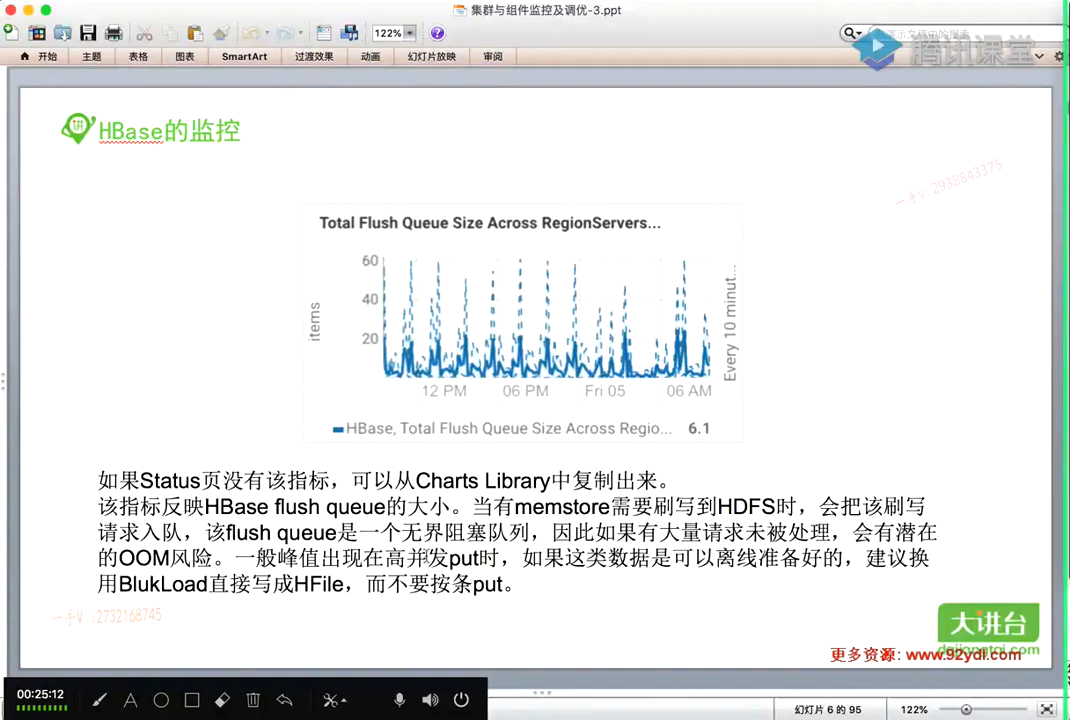 集群与组件监控及调优-3.ppt
122%
腾讯课堂
开始 主题 表格 图表 SmartArt 过渡效果 动画 幻灯片放映 审阅
HBase的监控
一手v:2938843375
Total Flush Queue Size Across RegionServers...
60
40
20
items
Every 10 minut...
12 PM 06 PM Fri 05 06 AM
HBase, Total Flush Queue Size Across Regio... 6.1
如果Status页没有该指标，可以从Charts Library中复制出来。
该指标反映HBase flush queue的大小。当有memstore需要刷写到HDFS时，会把该刷写
请求入队，该flush queue是一个无界阻塞队列，因此如果有大量请求未被处理，会有潜在
的OOM风险。一般峰值出现在高并发put时，如果这类数据是可以离线准备好的，建议换
用BlukLoad直接写成HFile，而不要按条put。
一手V :2732168745
大讲台
dajiangtai.com
更多资源: www.92ydl.com
00:25:12
幻灯片 6 的 95 122%